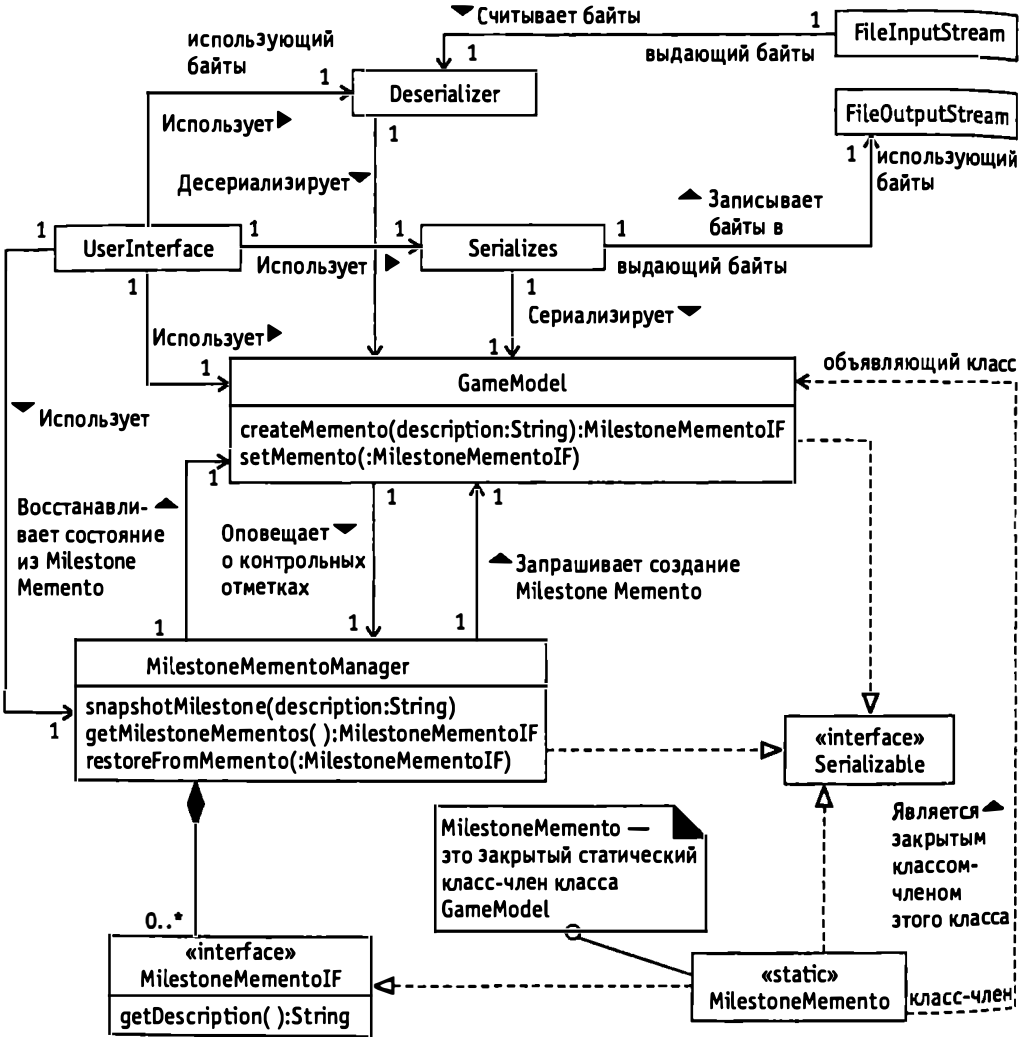 Считывает байты
1
FileInputStream
использующий
байты
1
1
выдающий байты
Deserializer
FileOutputStream
Использует
1
1
использующий
байты
Десериализирует
Записывает
байты в
1
UserInterface
1
1
Serializes
1
Использует
выдающий байты
1
1
Сериализирует
Использует
1
1
объявляющий класс
GameModel
Использует
createMemento(description:String):MilestoneMementoIF
setMemento(:MilestoneMementoIF)
1
1
1
Восстанавли-
вает состояние
из Milestone
Memento
Оповещает
о контрольных
отметках
Запрашивает создание
Milestone Memento
1
1
1
MilestoneMementoManager
snapshotMilestone(description:String)
getMilestoneMementos( ):MilestoneMementoIF
restoreFromMemento(:MilestoneMementoIF)
1
«interface»
Serializable
Является
закрытым
классом-
членом
этого класса
MilestoneMemento —
это закрытый статический
класс-член класса
GameModel
0..*
«interface»
MilestoneMementoIF
getDescription( ):String
«static»
MilestoneMemento
класс-член